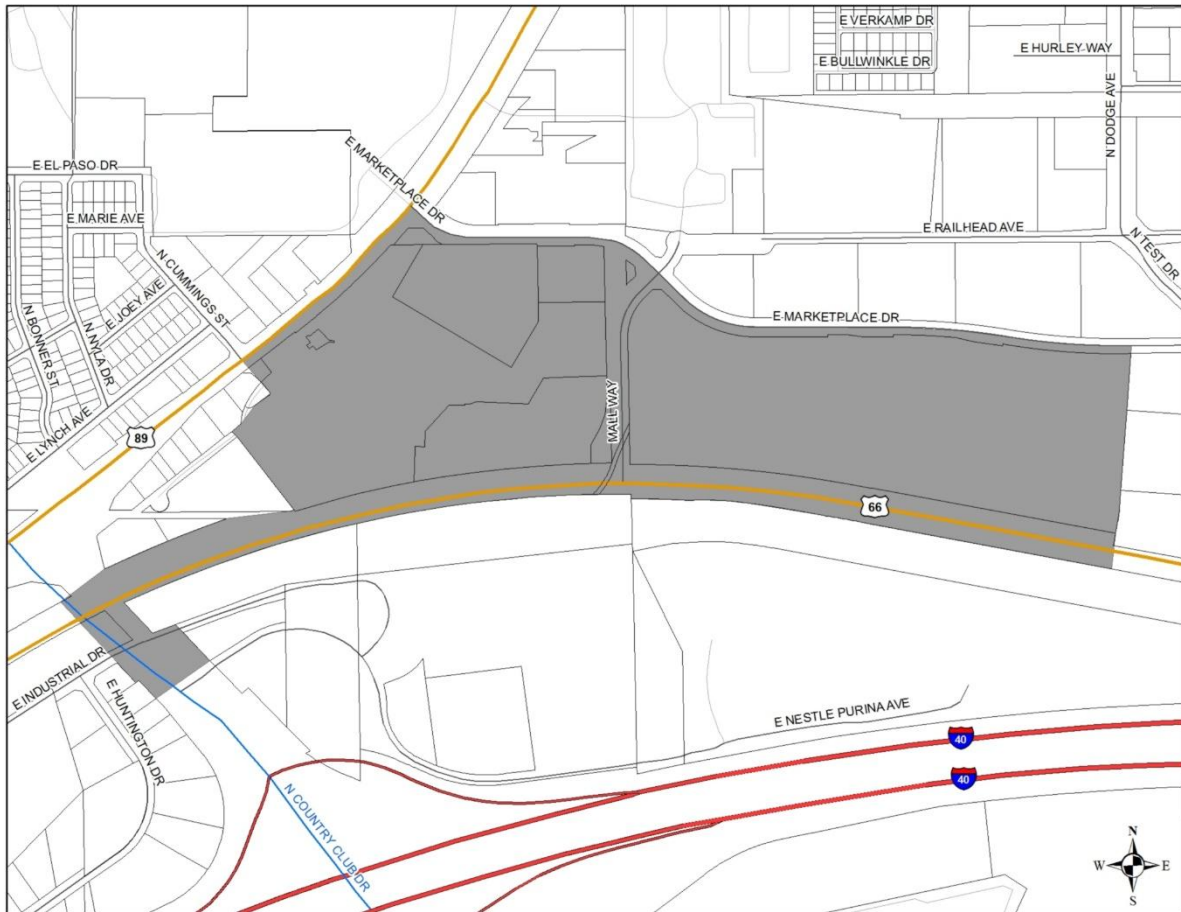 E VERKAMP DR
E HURLEY WAY
E BULLWINKLE DR
N DODGE AVE
E MARKETPLACE DR
E EL PASO DR
E MARIE AVE
E RAILHEAD AVE
N TEST DR
N CUMMINGS ST
E JOEY AVE
N BONNER ST
N NYLA DR
E MARKETPLACE DR
MALL WAY
E LYNCH AVE
89
66
E INDUSTRIAL DR
E HUNTINGTON DR
E NESTLE PURINA AVE
40
40
N COUNTRY CLUB DR
N
W E
S